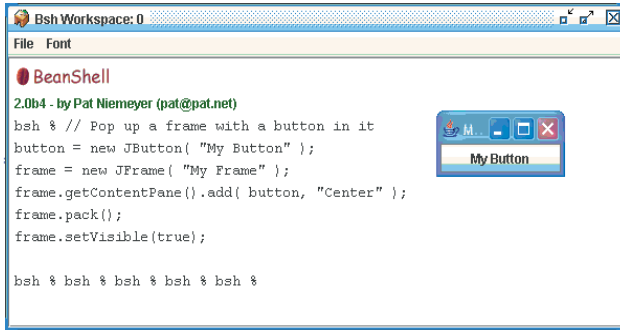 Bsh Workspace: 0
File Font
BeanShell
2.0b4 - by Pat Niemeyer (pat@pat.net)
bsh % // Pop up a frame with a button in it
button = new JButton( "My Button" );
frame = new JFrame( "My Frame" );
frame.getContentPane().add( button, "Center" );
frame.pack();
frame.setVisible(true);
bsh % bsh % bsh % bsh % bsh %
M..
My Button